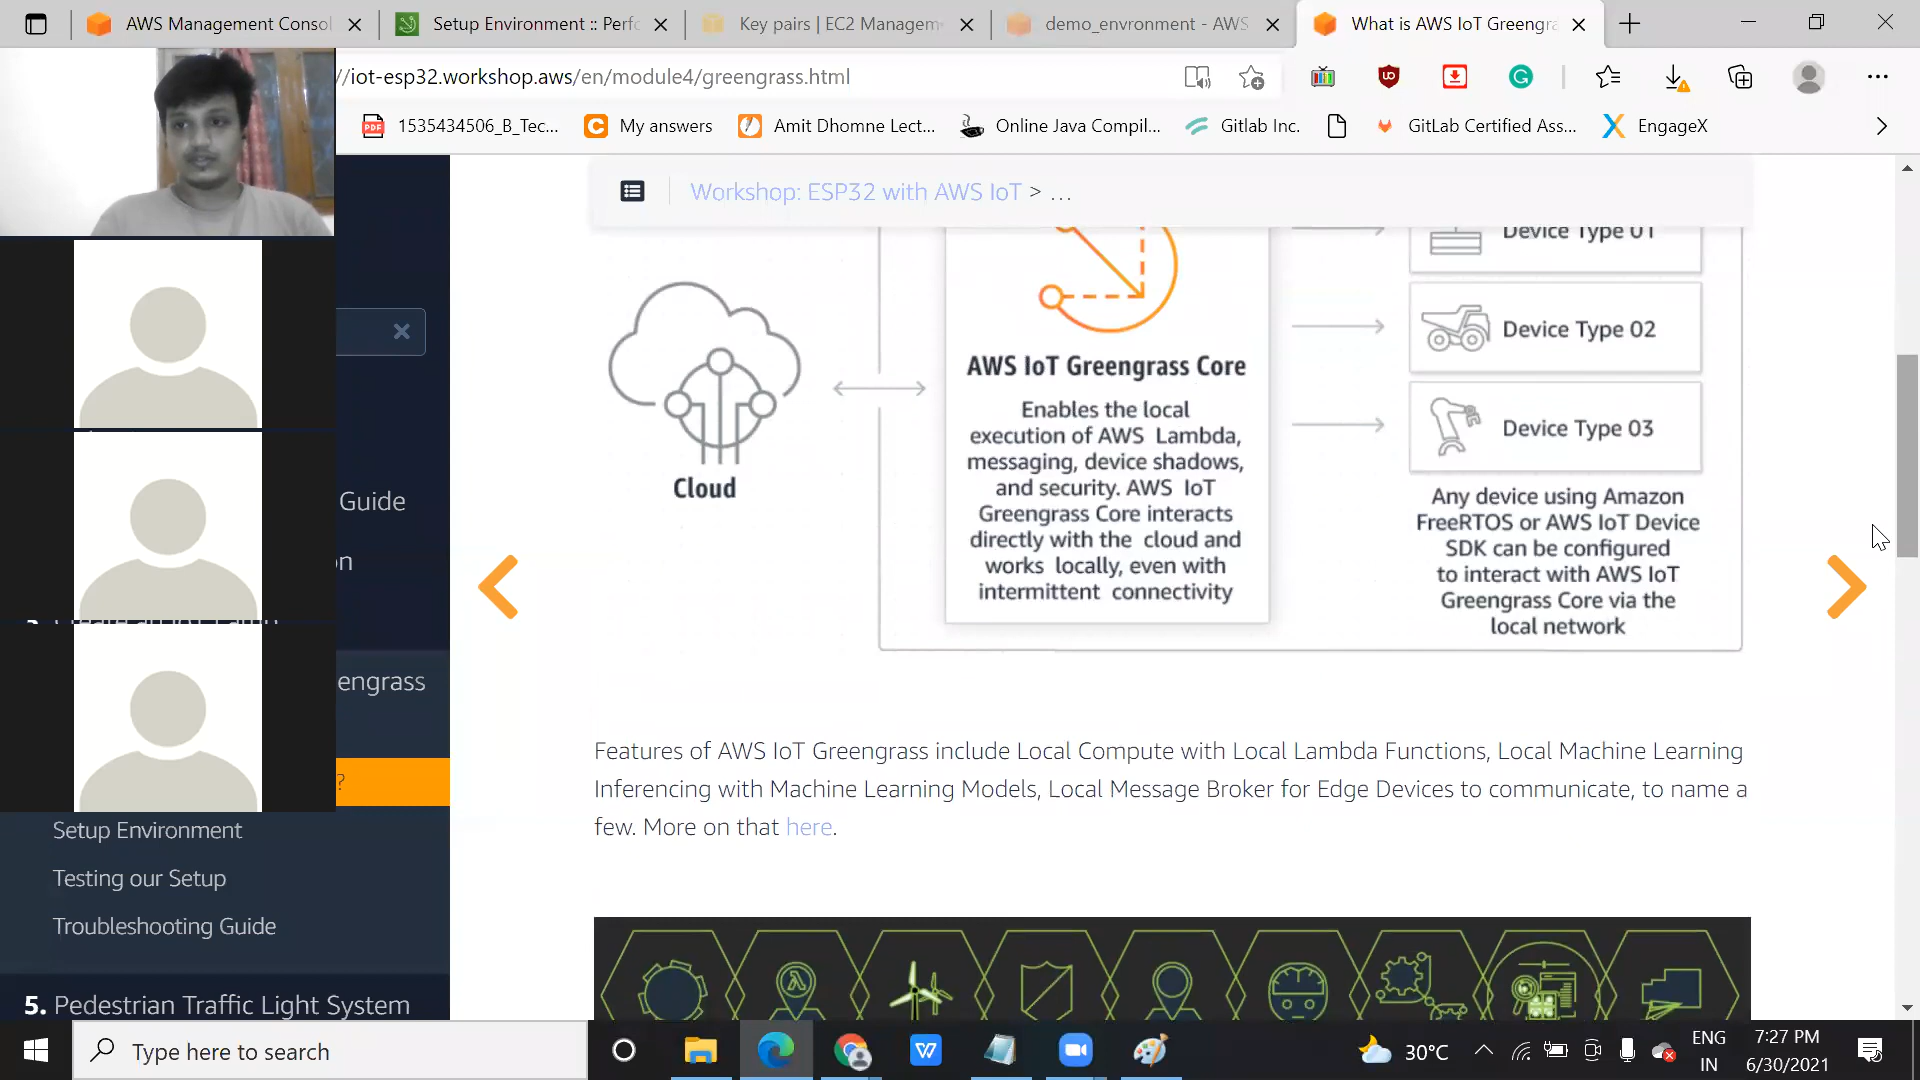 AWS Management Consol
Setup Environment :: Perfo
Key pairs | EC2 Managem
demo_envronment - AWS
What is AWS IoT Greengra
//iot-esp32.workshop.aws/en/module4/greengrass.html
1535434506_B_Tec...
My answers
Amit Dhomne Lect...
Online Java Compil...
Gitlab Inc.
GitLab Certified Ass...
EngageX
Workshop: ESP32 with AWS IoT > ...
Device Type 01
Device Type 02
Device Type 03
AWS IoT Greengrass Core
Enables the local
execution of AWS Lambda,
messaging, device shadows,
and security. AWS IoT
Greengrass Core interacts
directly with the cloud and
works locally, even with
intermittent connectivity
Cloud
Any device using Amazon
FreeRTOS or AWS IoT Device
SDK can be configured
to interact with AWS IoT
Greengrass Core via the
local network
Guide
on
engrass
?
Setup Environment
Testing our Setup
Troubleshooting Guide
5. Pedestrian Traffic Light System
Features of AWS IoT Greengrass include Local Compute with Local Lambda Functions, Local Machine Learning
Inferencing with Machine Learning Models, Local Message Broker for Edge Devices to communicate, to name a
few. More on that here.
Type here to search
30°C
ENG
IN
7:27 PM
6/30/2021